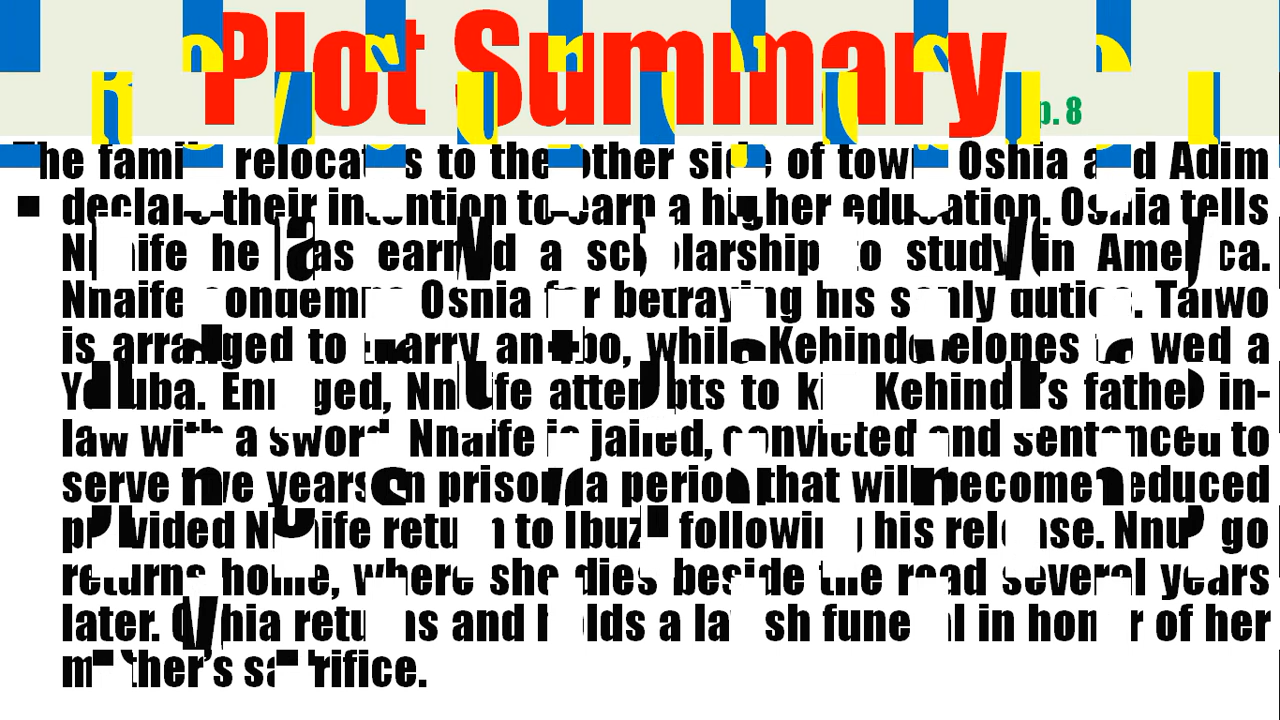 Plot Summary p. 8
The family relocates to the other side of town. Oshia and Adim
declare their intention to earn a higher education. Oshia tells
Nnaife he has earned a scholarship to study in America.
Nnaife condemns Oshia for betraying his sonly duties. Taiwo
is arranged to marry an Ibo, while Kehinde elopes to wed a
Yoruba. Enraged, Nnaife attempts to kill Kehinde's father-in-
law with a sword. Nnaife is jailed, convicted and sentenced to
serve five years in prison, a period that will become reduced
provided Nnaife return to Ibuza following his release. Nnu Ego
returns home, where she dies beside the road several years
later. Oshia returns and holds a lavish funeral in honor of her
mother's sacrifice.